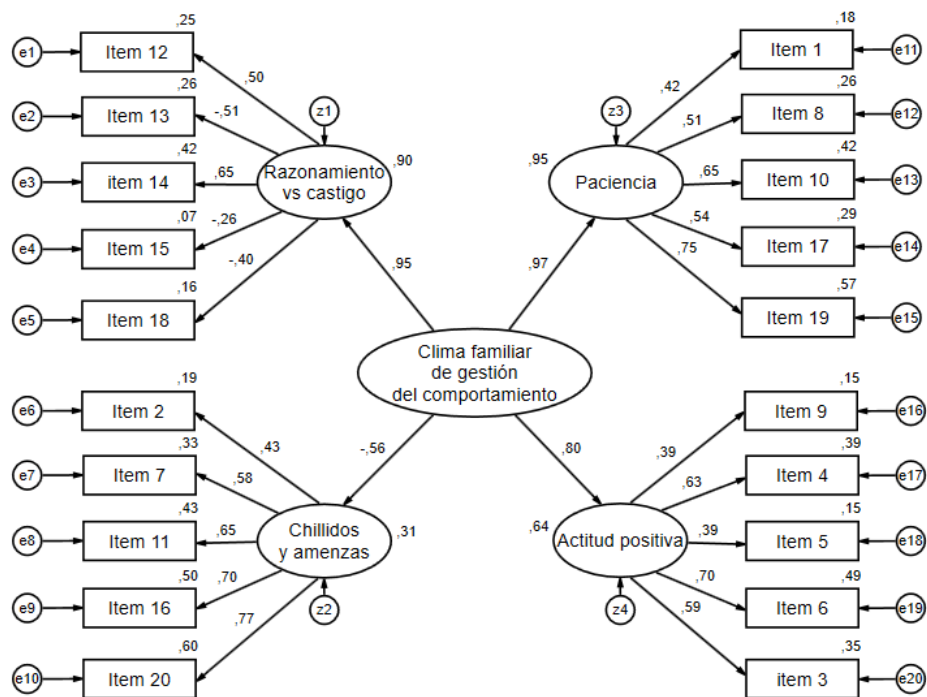 ,25
e1
Item 12
,50
,26
e2
Item 13
-,51
z1
,42
Razonamiento
vs castigo
,90
e3
item 14
,65
,07
e4
Item 15
-,26
,16
-,40
e5
Item 18
,95
,18
Item 1
e11
,42
z3
,26
Item 8
e12
,51
,95
Paciencia
,42
,65
Item 10
e13
,54
,29
Item 17
e14
,75
,57
Item 19
e15
,97
Clima familiar
de gestión
del comportamiento
,19
e6
Item 2
,43
-,56
,33
e7
Item 7
,58
,43
Chillidos
y amenzas
,31
e8
Item 11
,65
,50
e9
Item 16
,70
z2
,77
,60
e10
Item 20
,80
,15
Item 9
e16
,39
,39
Item 4
e17
,63
,64
Actitud positiva
,39
,15
Item 5
e18
,70
,49
Item 6
e19
z4
,59
,35
item 3
e20